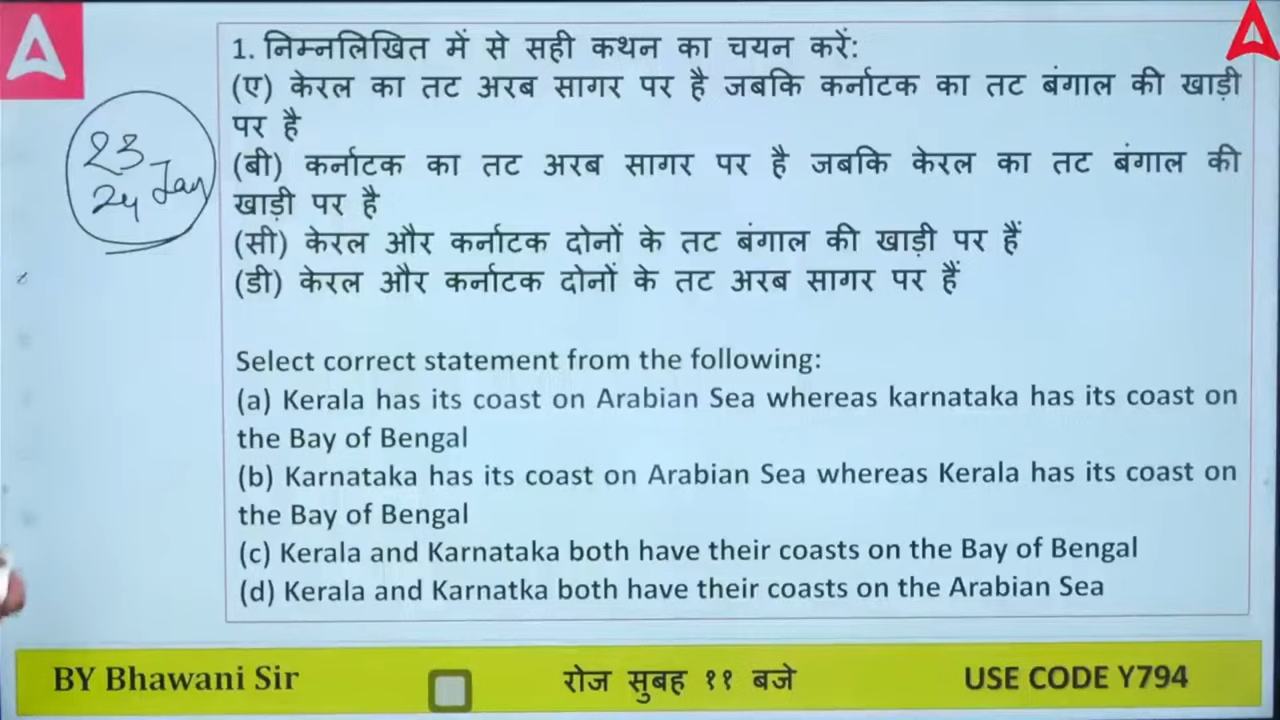 1. निम्नलिखित में से सही कथन का चयन करें:
(ए) केरल का तट अरब सागर पर है जबकि कर्नाटक का तट बंगाल की खाड़ी
पर है
(बी) कर्नाटक का तट अरब सागर पर है जबकि केरल का तट बंगाल की
खाड़ी पर है
(सी) केरल और कर्नाटक दोनों के तट बंगाल की खाड़ी पर हैं
(डी) केरल और कर्नाटक दोनों के तट अरब सागर पर हैं
23
24 Jan
Select correct statement from the following:
(a) Kerala has its coast on Arabian Sea whereas karnataka has its coast on
the Bay of Bengal
(b) Karnataka has its coast on Arabian Sea whereas Kerala has its coast on
the Bay of Bengal
(c) Kerala and Karnataka both have their coasts on the Bay of Bengal
(d) Kerala and Karnatka both have their coasts on the Arabian Sea
BY Bhawani Sir
रोज सुबह ११ बजे
USE CODE Y794